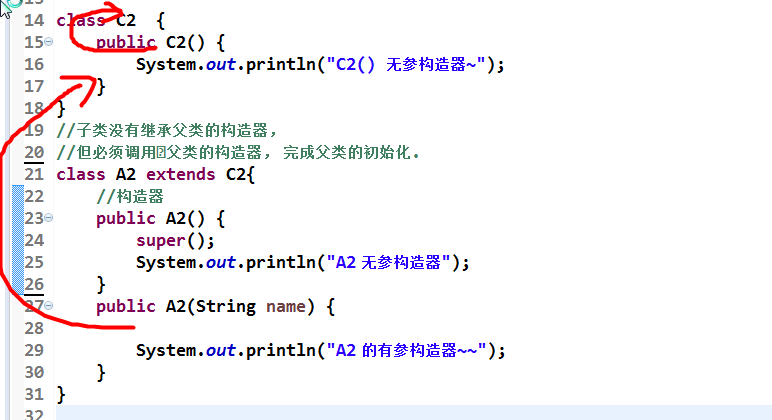 14 class C2 {
15 public C2() {
16 System.out.println("C2() 无参构造器~");
17 }
18 }
19 //子类没有继承父类的构造器，
20 //但必须调用父类的构造器，完成父类的初始化.
21 class A2 extends C2{
22 //构造器
23 public A2() {
24 super();
25 System.out.println("A2 无参构造器");
26 }
27 public A2(String name) {
28
29 System.out.println("A2 的有参构造器~~");
30 }
31 }
32